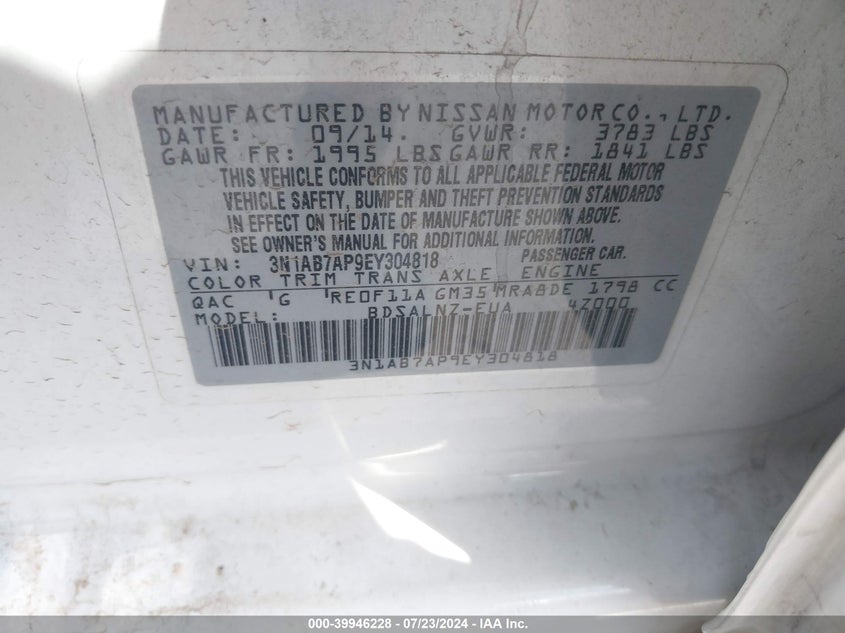 MANUFACTURED BY NISSAN MOTOR CO., LTD.
DATE: 09/14. GVWR: 3783 LBS
GAWR FR: 1995 LBS GAWR RR: 1841 LBS
THIS VEHICLE CONFORMS TO ALL APPLICABLE FEDERAL MOTOR
VEHICLE SAFETY, BUMPER AND THEFT PREVENTION STANDARDS
IN EFFECT ON THE DATE OF MANUFACTURE SHOWN ABOVE.
SEE OWNER'S MANUAL FOR ADDITIONAL INFORMATION.
VIN: 3N1AB7AP9EY304818 PASSENGER CAR.
COLOR TRIM TRANS AXLE ENGINE
QAC 'G 'RE0F11A GM35 'MRA8DE 1798 CC
MODEL: BDSALNZ-EUA 4Z000
3N1AB7AP9EY304818
000-39946228 - 07/23/2024 - IAA Inc.